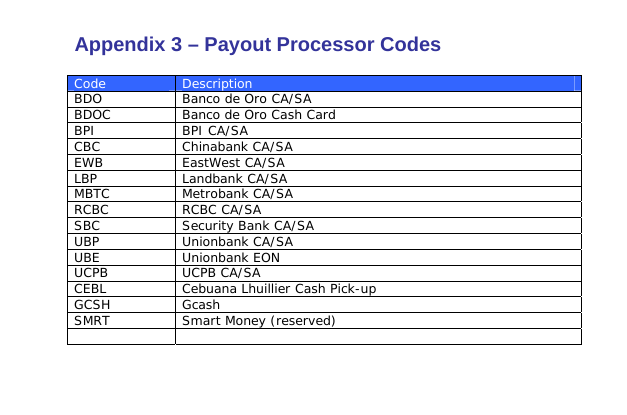 Appendix 3 – Payout Processor Codes
Code Description
BDO Banco de Oro CA/SA
BDOC Banco de Oro Cash Card
BPI BPI CA/SA
CBC Chinabank CA/SA
EWB EastWest CA/SA
LBP Landbank CA/SA
MBTC Metrobank CA/SA
RCBC RCBC CA/SA
SBC Security Bank CA/SA
UBP Unionbank CA/SA
UBE Unionbank EON
UCPB UCPB CA/SA
CEBL Cebuana Lhuillier Cash Pick-up
GCSH Gcash
SMRT Smart Money (reserved)